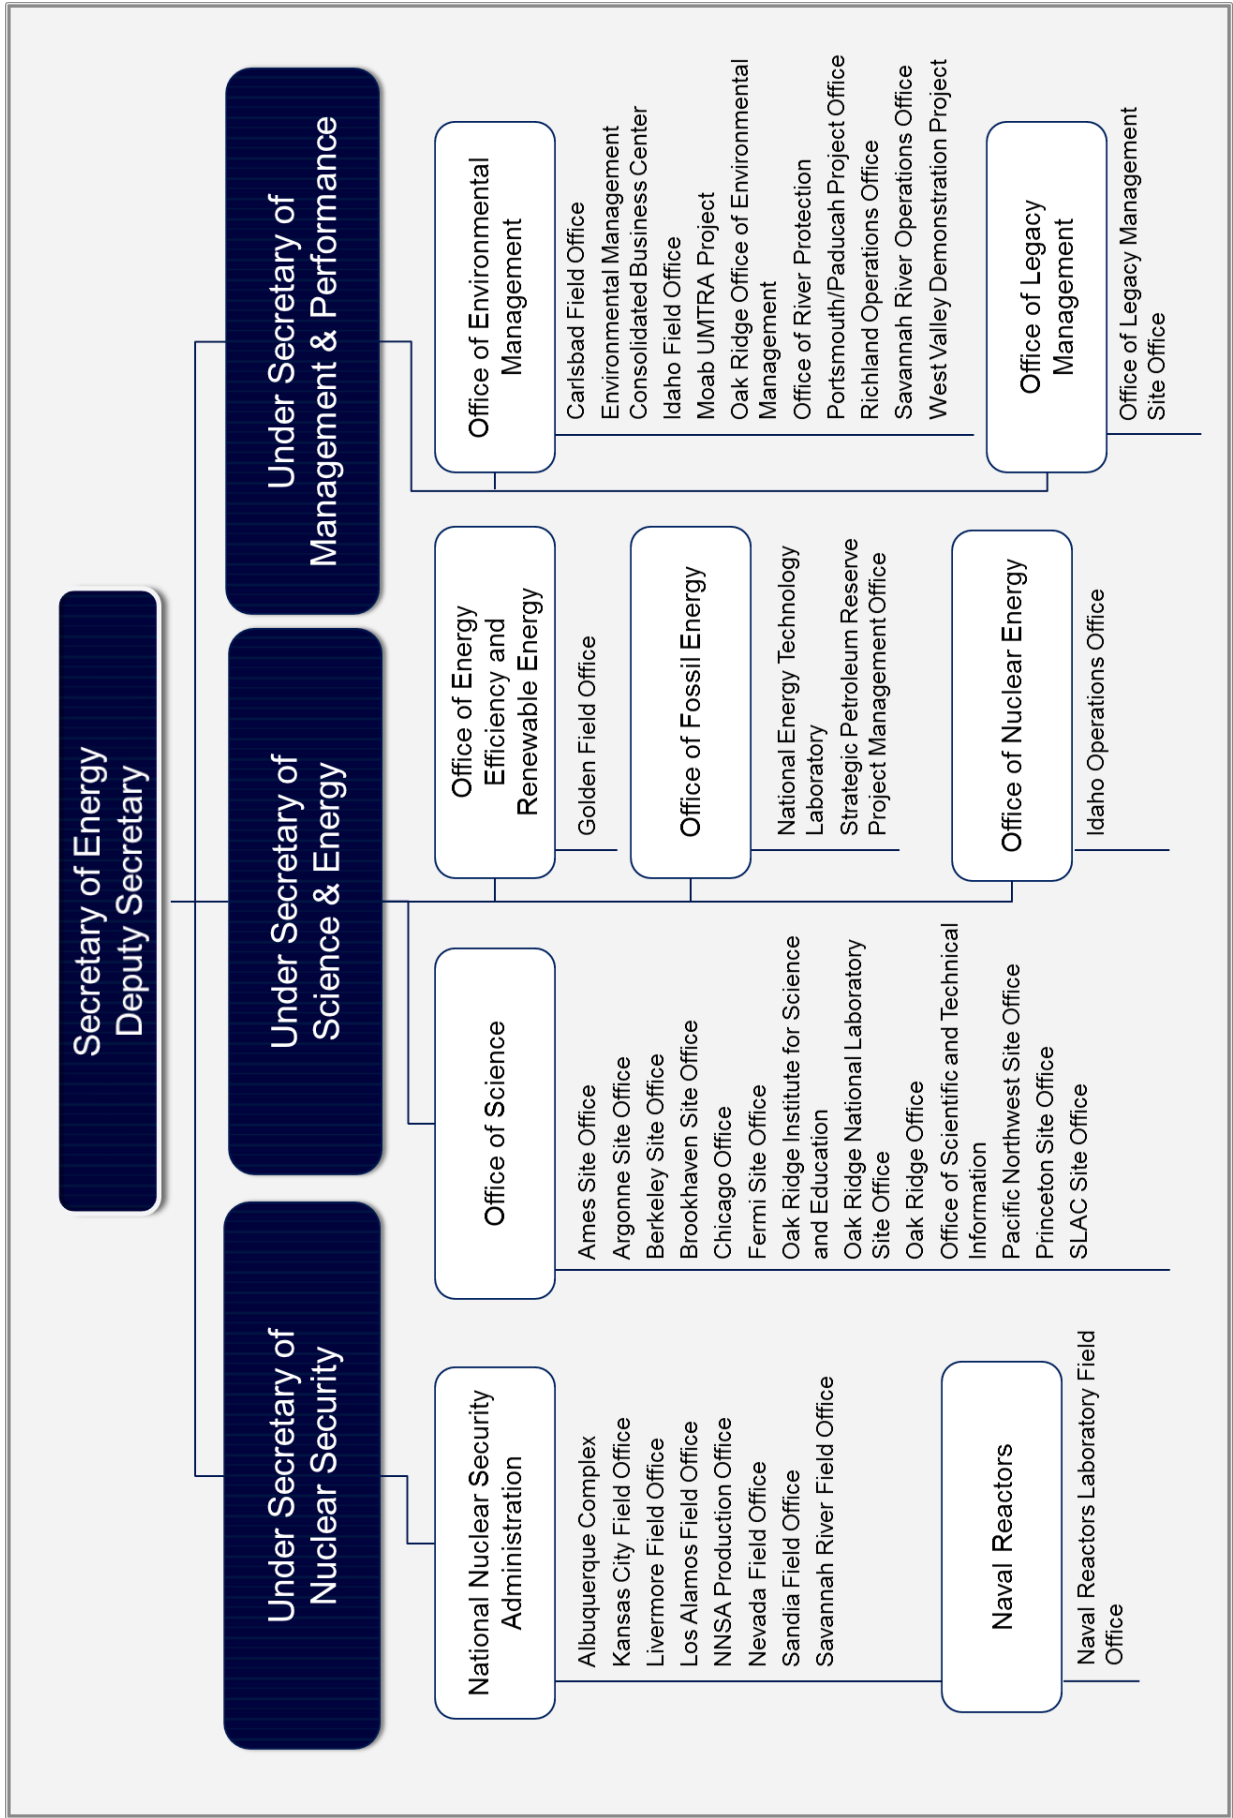 Secretary of Energy
Deputy Secretary
Under Secretary of
Nuclear Security
Under Secretary of
Science & Energy
Under Secretary of
Management & Performance
National Nuclear Security
Administration
Albuquerque Complex
Kansas City Field Office
Livermore Field Office
Los Alamos Field Office
NNSA Production Office
Nevada Field Office
Sandia Field Office
Savannah River Field Office
Naval Reactors
Naval Reactors Laboratory Field
Office
Office of Science
Ames Site Office
Argonne Site Office
Berkeley Site Office
Brookhaven Site Office
Chicago Office
Fermi Site Office
Oak Ridge Institute for Science
and Education
Oak Ridge National Laboratory
Site Office
Oak Ridge Office
Office of Scientific and Technical
Information
Pacific Northwest Site Office
Princeton Site Office
SLAC Site Office
Office of Energy
Efficiency and
Renewable Energy
Golden Field Office
Office of Fossil Energy
National Energy Technology
Laboratory
Strategic Petroleum Reserve
Project Management Office
Office of Nuclear Energy
Idaho Operations Office
Office of Environmental
Management
Carlsbad Field Office
Environmental Management
Consolidated Business Center
Idaho Field Office
Moab UMTRA Project
Oak Ridge Office of Environmental
Management
Office of River Protection
Portsmouth/Paducah Project Office
Richland Operations Office
Savannah River Operations Office
West Valley Demonstration Project
Office of Legacy
Management
Office of Legacy Management
Site Office